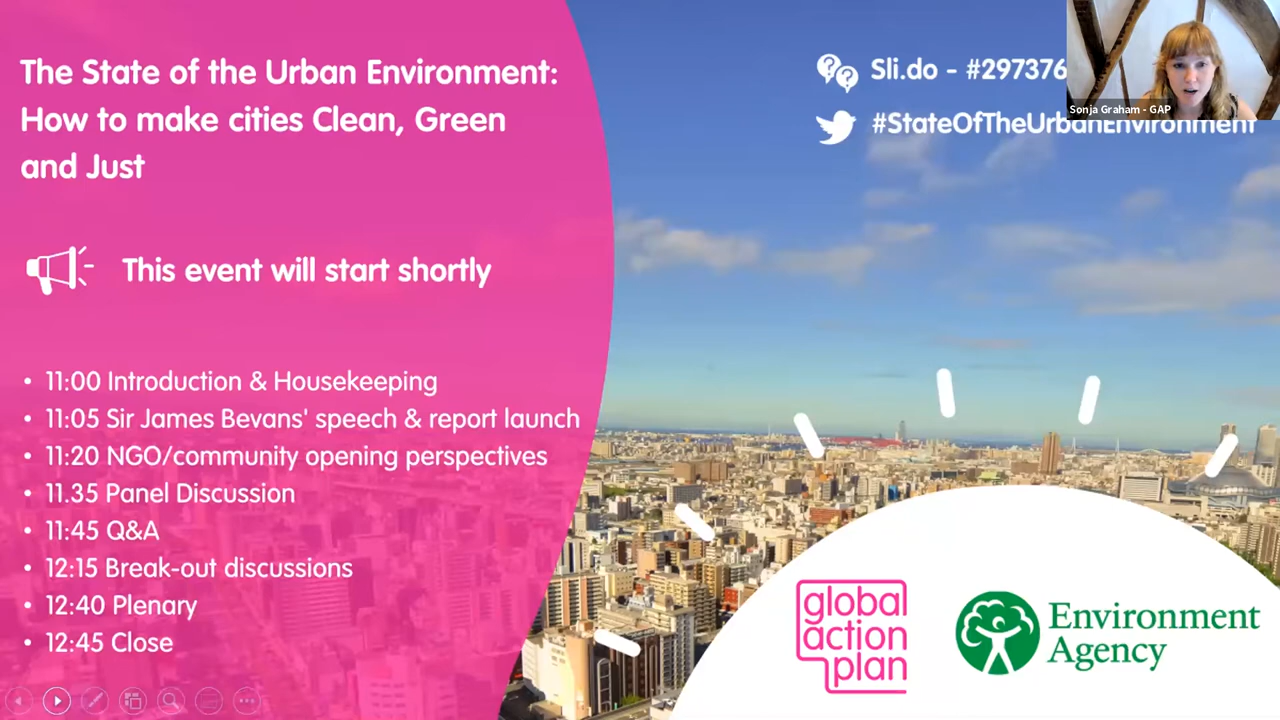 The State of the Urban Environment:
How to make cities Clean, Green
and Just
This event will start shortly
• 11:00 Introduction & Housekeeping
• 11:05 Sir James Bevans' speech & report launch
• 11:20 NGO/community opening perspectives
• 11.35 Panel Discussion
• 11:45 Q&A
• 12:15 Break-out discussions
• 12:40 Plenary
• 12:45 Close
Sli.do - #297376
#StateOfTheUrbanEnvironment
Sonja Graham - GAP
global
action
plan
Environment
Agency